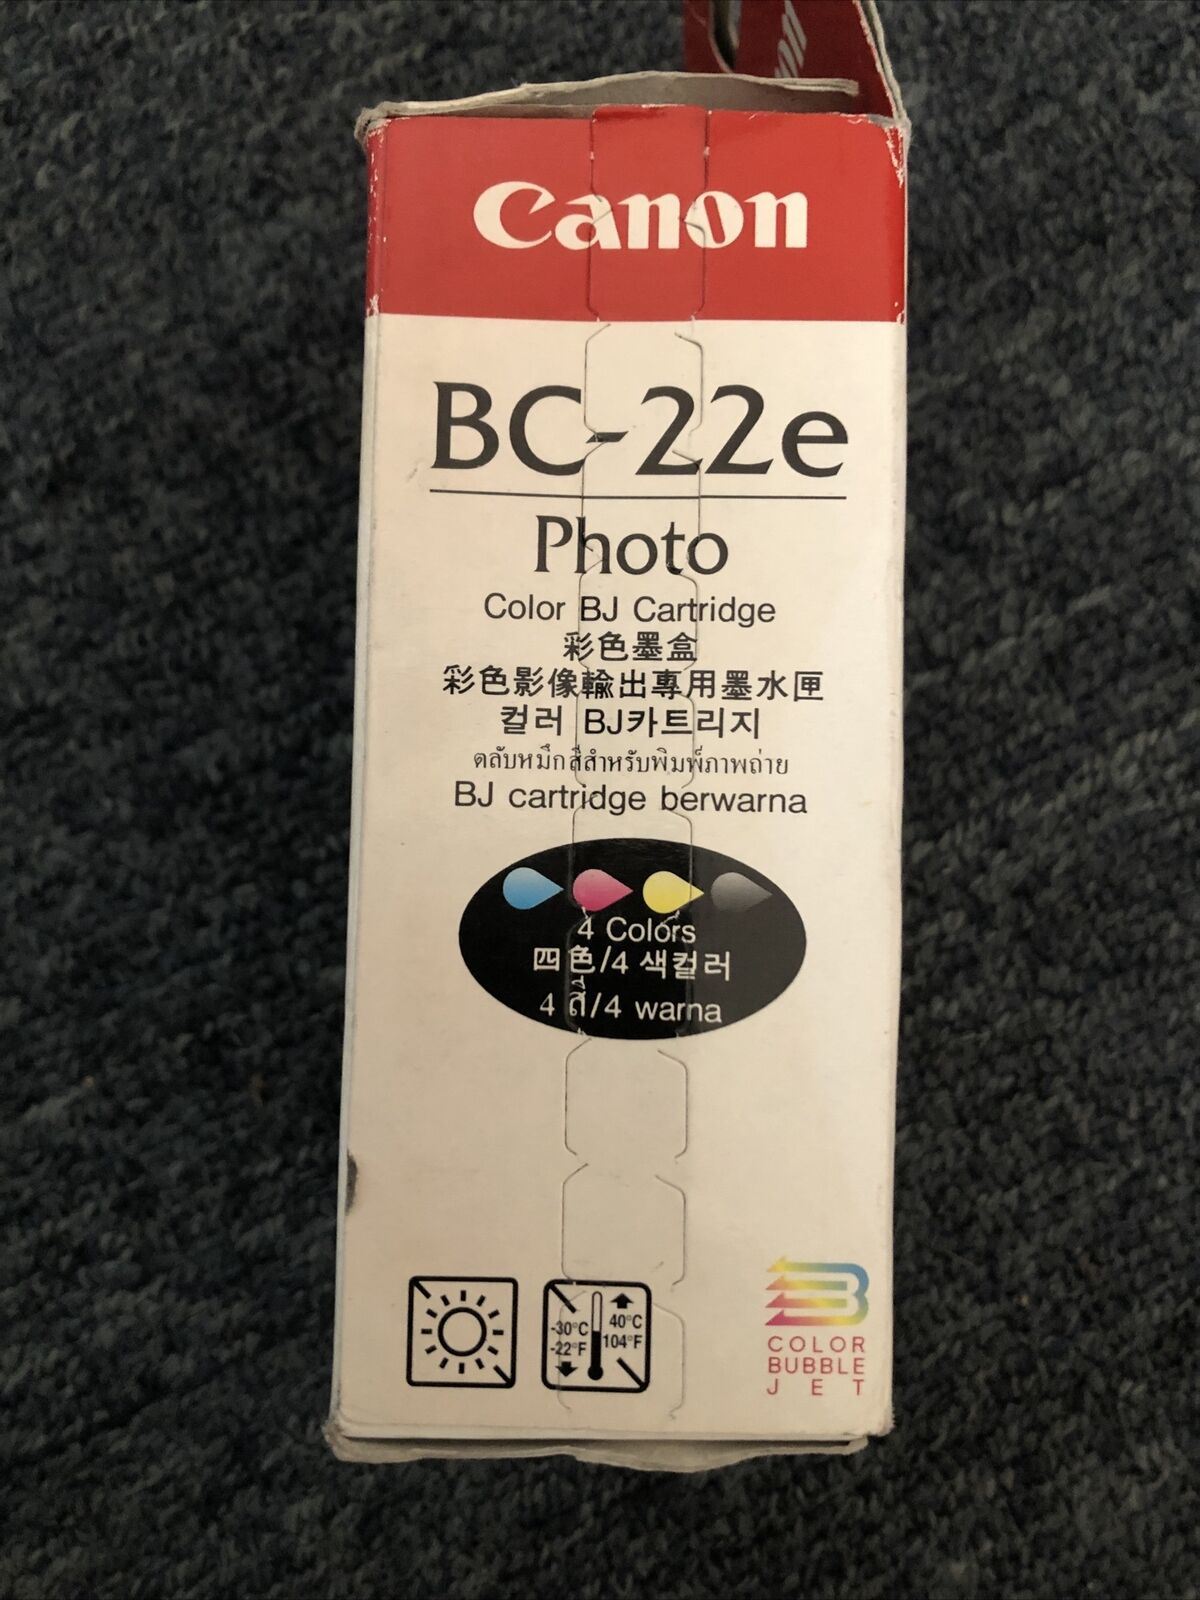 non
Canon
BC-22e
Photo
Color BJ Cartridge
彩色墨盒
彩色影像輸出專用墨水匣
컬러 BJ카트리지
ตลับหมึกสีสำหรับพิมพ์ภาพถ่าย
BJ cartridge berwarna
4 Colors
四色/4 색컬러
4 สี/4 warna
-30°C
-22°F
40°C
104°F
COLOR
BUBBLE
JET